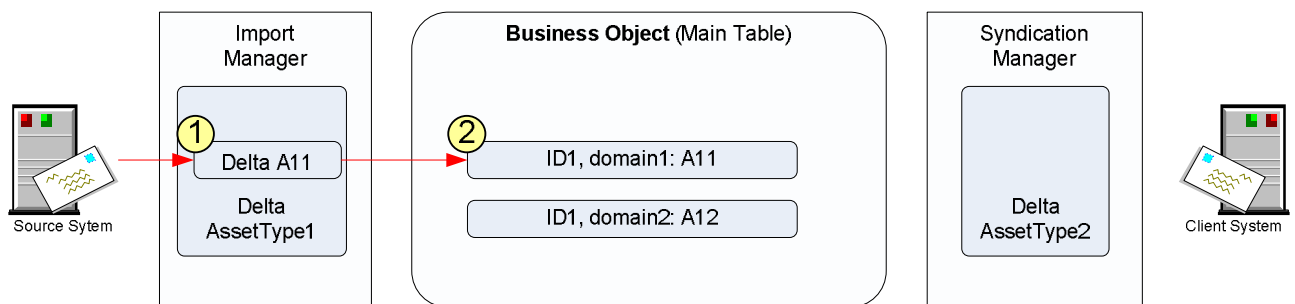 Import
Manager
Delta A11
Delta
AssetType1
1
Business Object (Main Table)
2
ID1, domain1: A11
ID1, domain2: A12
Syndication
Manager
Delta
AssetType2
Source Sytem
Client System